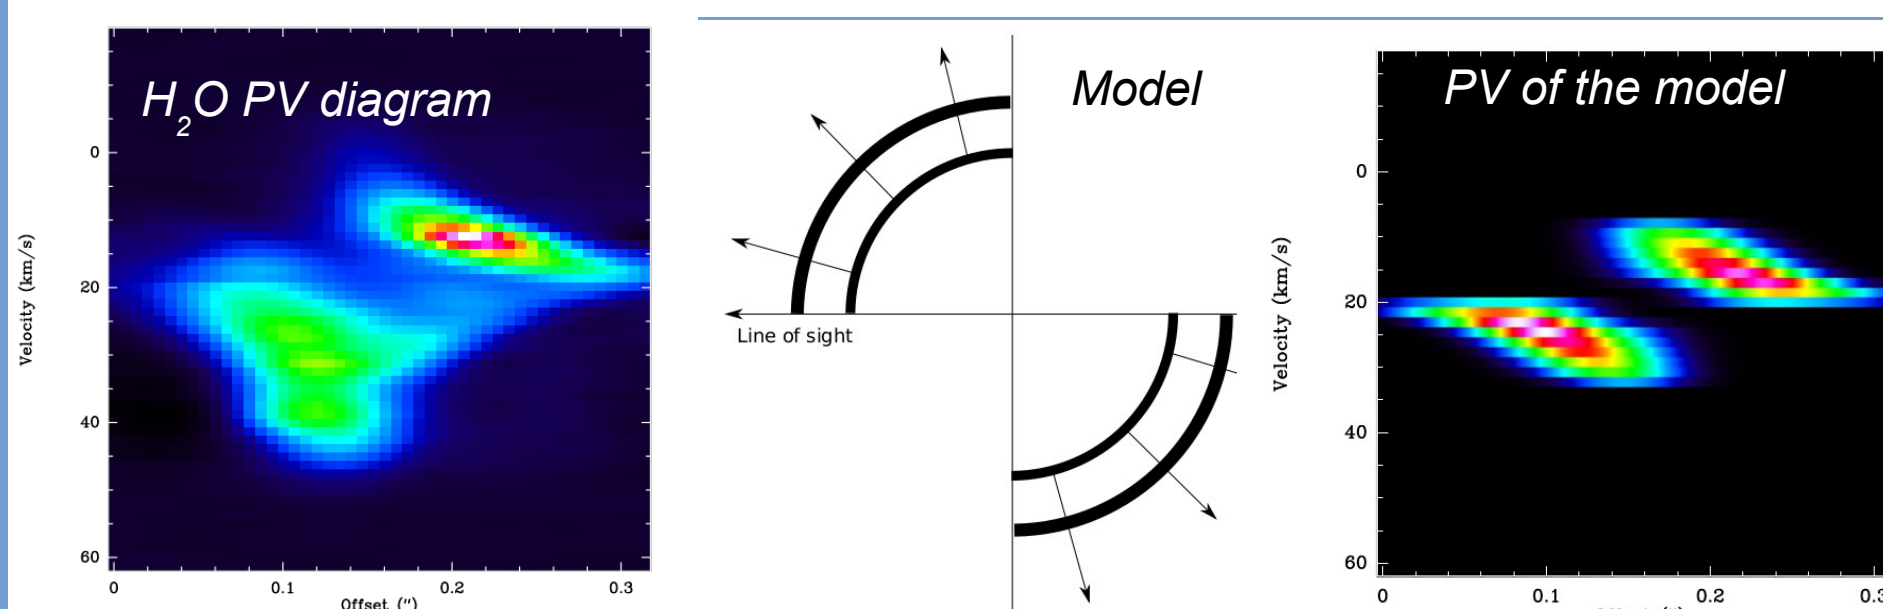 H2O PV diagram
Velocity (km/s)
0
20
40
60
0 0.1 0.2 0.3
Offset (")
Model
Line of sight
PV of the model
Velocity (km/s)
0
20
40
60
0 0.1 0.2